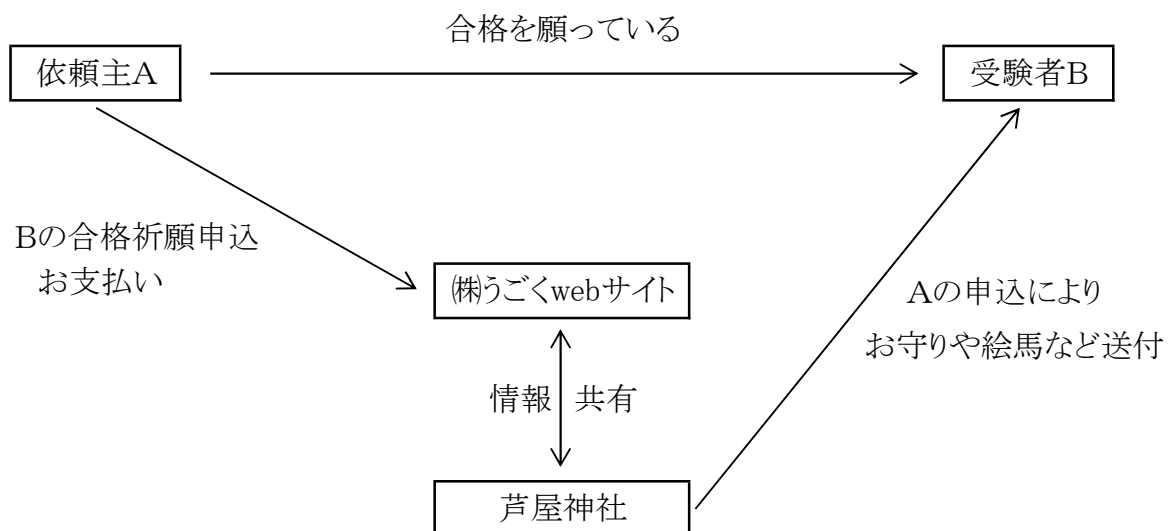 合格を願っている
依頼主A
受験者B
Bの合格祈願申込
お支払い
㈱うごくwebサイト
Aの申込により
お守りや絵馬など送付
情報 共有
芦屋神社